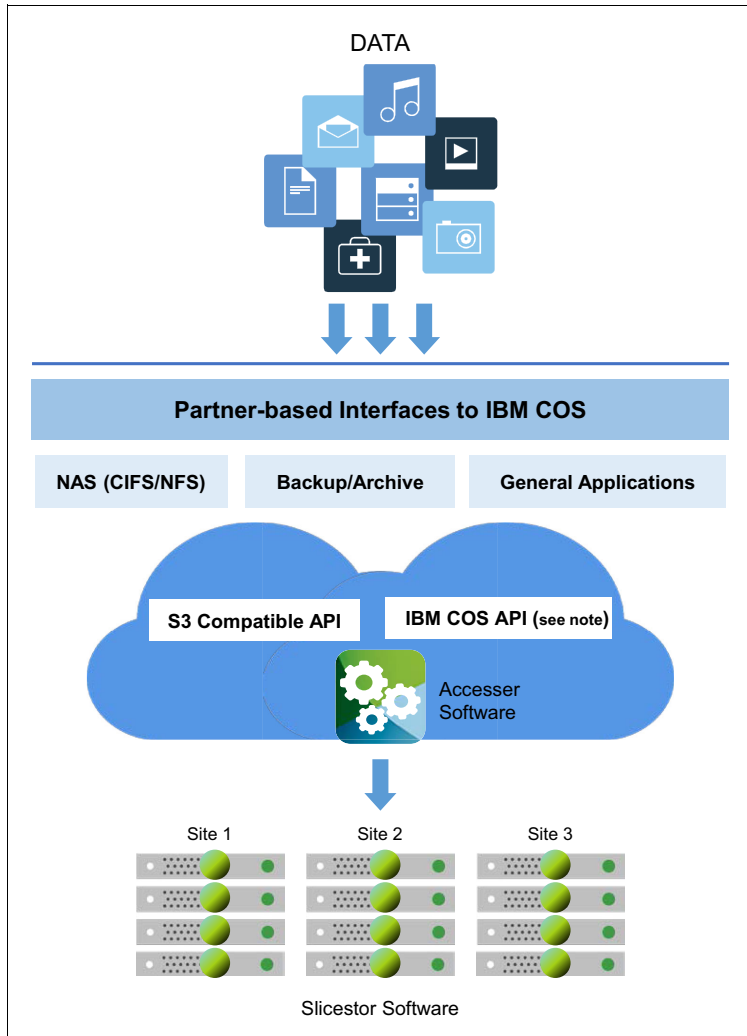 DATA
Partner-based Interfaces to IBM COS
NAS (CIFS/NFS)
Backup/Archive
General Applications
S3 Compatible API
IBM COS API (see note)
Accesser
Software
Site 1
Site 2
Site 3
Slicestor Software